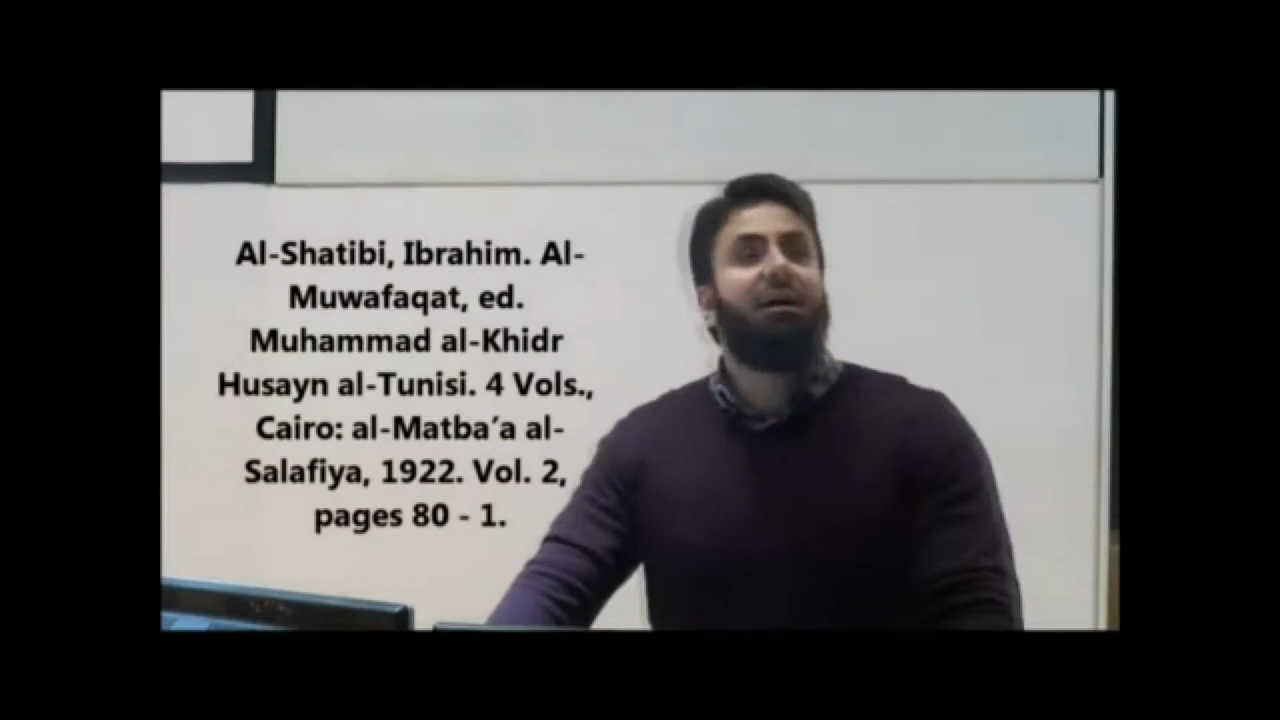 Al-Shatibi, Ibrahim. Al-
Muwafaqat, ed.
Muhammad al-Khidr
Husayn al-Tunisi. 4 Vols.,
Cairo: al-Matba´a al-
Salafiya, 1922. Vol. 2,
pages 80 - 1.